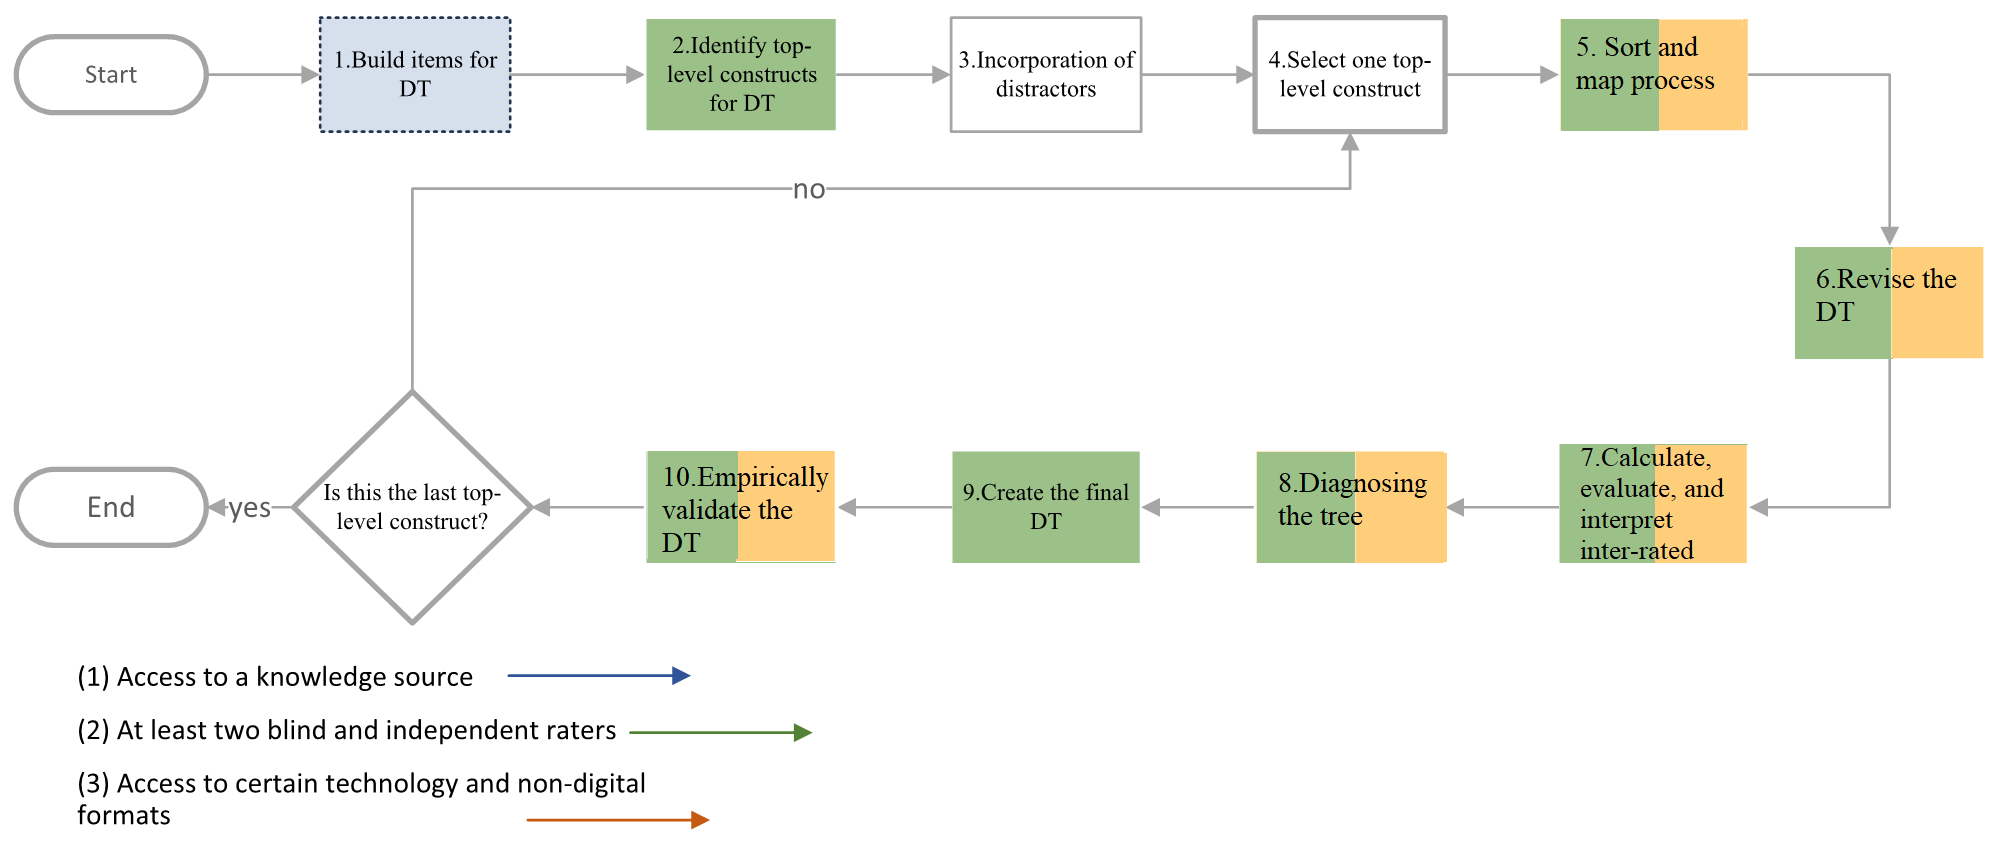 Start
1.Build items for
DT
2.Identify top-
level constructs
for DT
3.Incorporation of
distractors
4.Select one top-
level construct
5. Sort and
map process
no
6.Revise the
DT
7.Calculate,
evaluate, and
interpret
inter-rated
8.Diagnosing
the tree
9.Create the final
DT
10.Empirically
validate the
DT
Is this the last top-
level construct?
yes
End
(1) Access to a knowledge source
(2) At least two blind and independent raters
(3) Access to certain technology and non-digital
formats